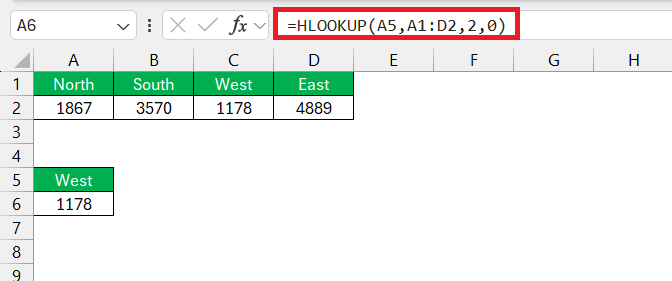 A6 fx =HLOOKUP(A5,A1:D2,2,0)
A B C D E F G H
1 North South West East
2 1867 3570 1178 4889
3
4
5 West
6 1178
7
8
9